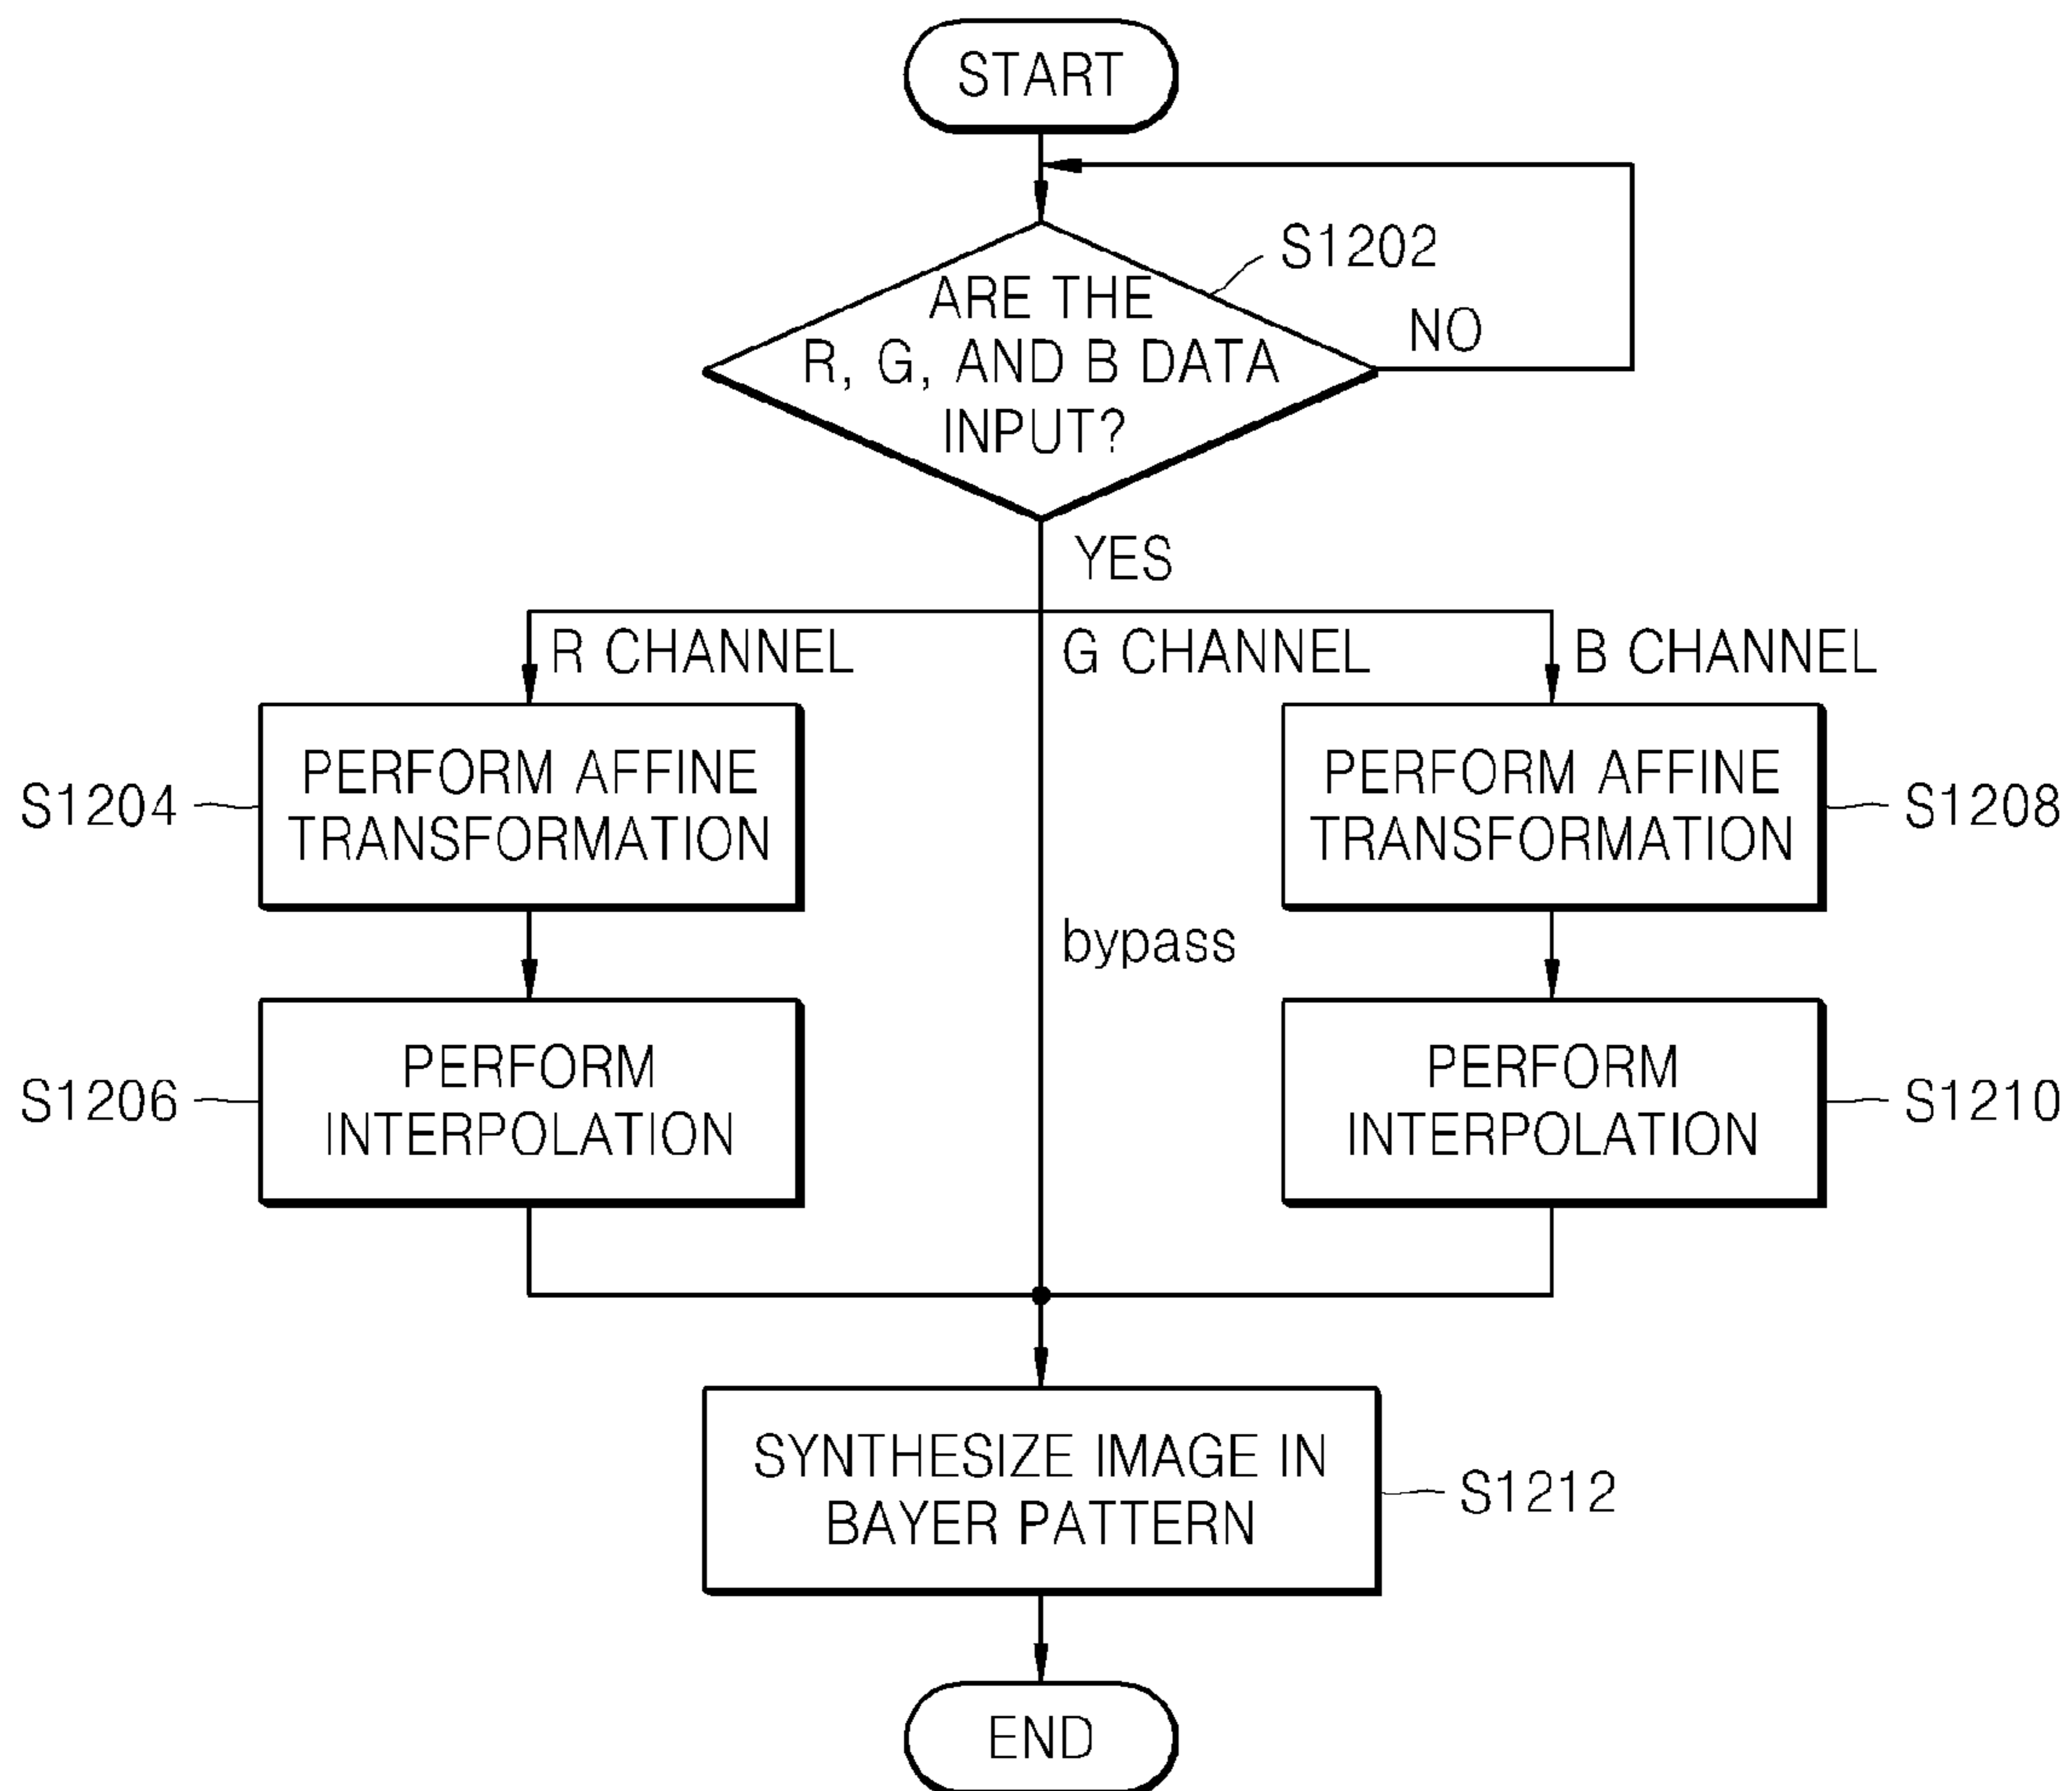 START
S1202
ARE THE
R, G, AND B DATA
INPUT?
NO
YES
R CHANNEL
G CHANNEL
B CHANNEL
S1204
PERFORM AFFINE
TRANSFORMATION
PERFORM AFFINE
TRANSFORMATION
S1208
bypass
S1206
PERFORM
INTERPOLATION
PERFORM
INTERPOLATION
S1210
SYNTHESIZE IMAGE IN
BAYER PATTERN
S1212
END